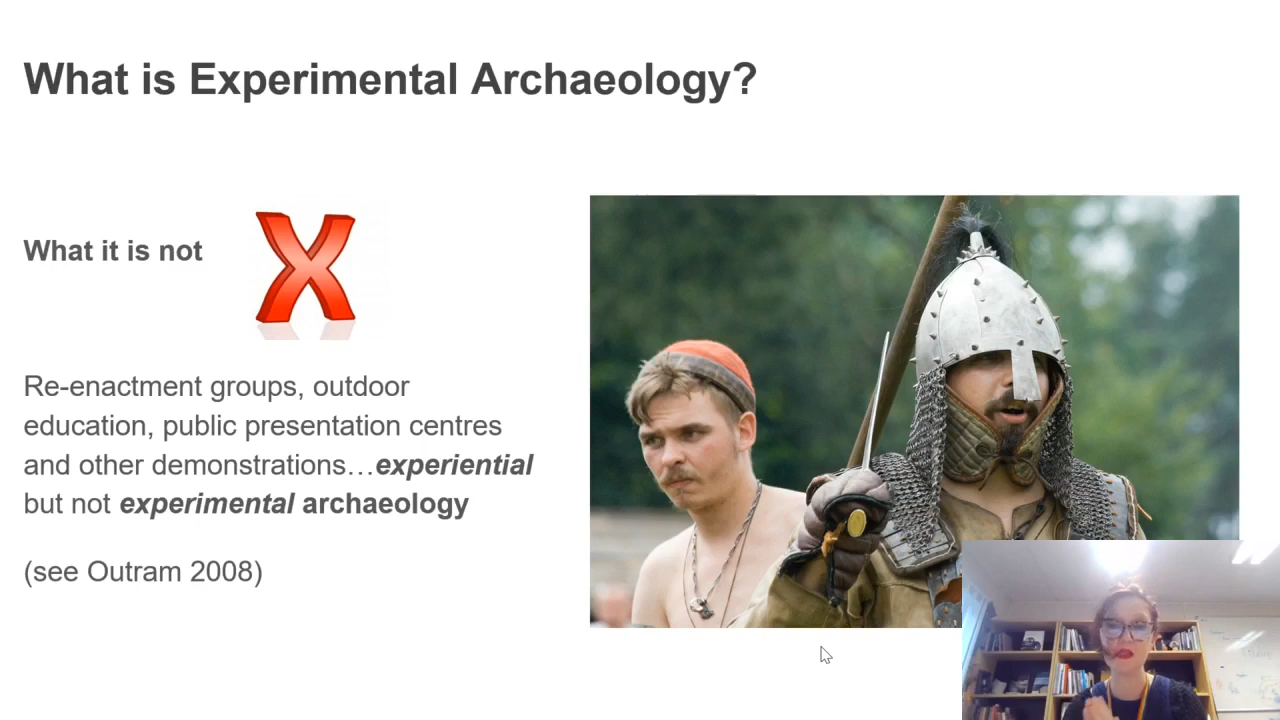 What is Experimental Archaeology?
What it is not
Re-enactment groups, outdoor
education, public presentation centres
and other demonstrations…experiential
but not experimental archaeology
(see Outram 2008)